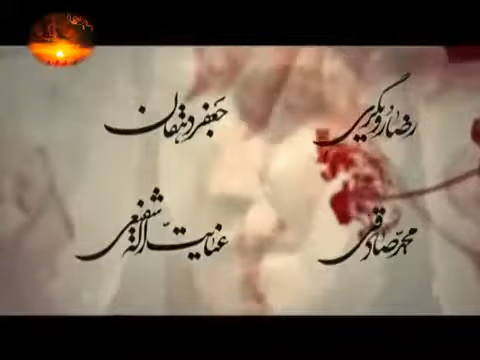 رضا رویگری
جعفر دهقان
محمد صادقی
عنایت الله شفیعی